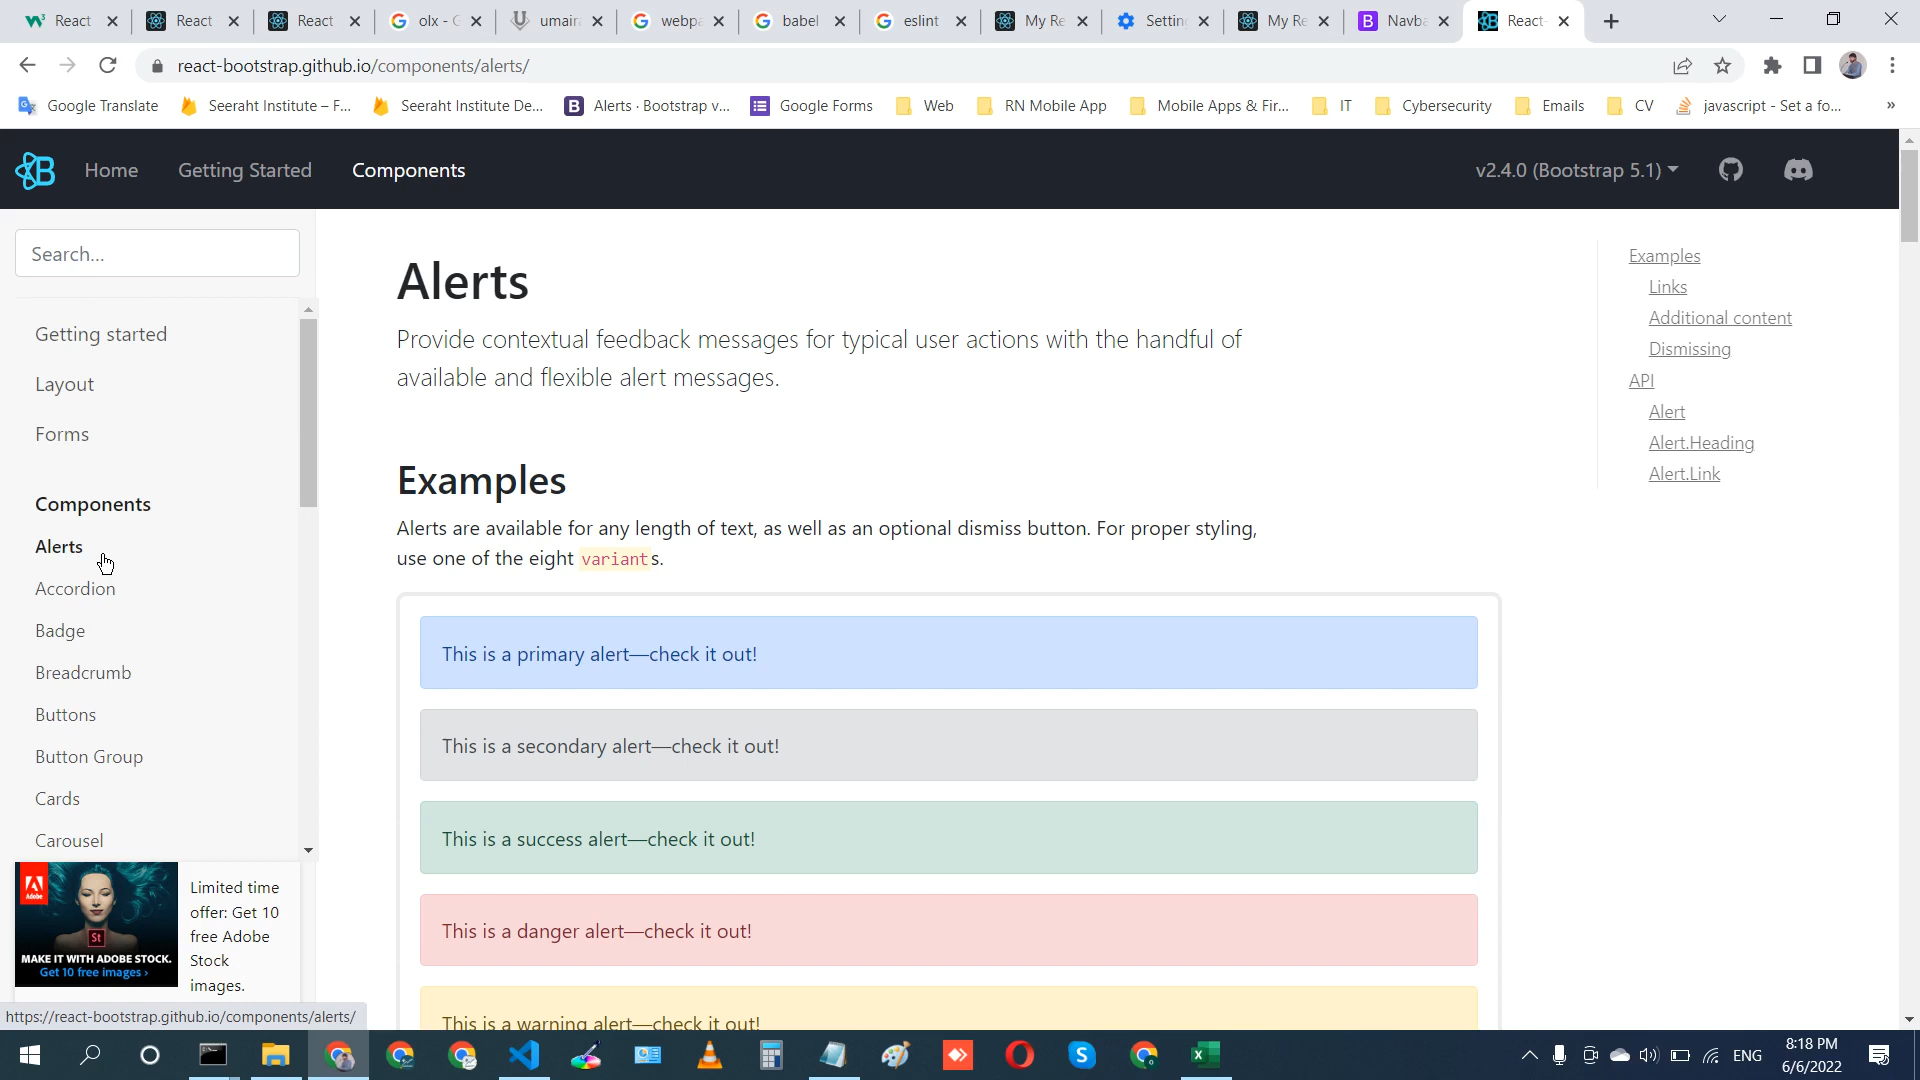 React
React
React
olx - G
umaira
webpa
babel
eslint
My Re
Settin
My Re
Navba
React-
react-bootstrap.github.io/components/alerts/
Google Translate
Seeraht Institute – F...
Seeraht Institute De...
Alerts · Bootstrap v...
Google Forms
Web
RN Mobile App
Mobile Apps & Fir...
IT
Cybersecurity
Emails
CV
javascript - Set a fo...
»
Home
Getting Started
Components
v2.4.0 (Bootstrap 5.1)
Search...
Getting started
Layout
Forms
Components
Alerts
Accordion
Badge
Breadcrumb
Buttons
Button Group
Cards
Carousel
Adobe
St
MAKE IT WITH ADOBE STOCK.
Get 10 free images ›
Limited time
offer: Get 10
free Adobe
Stock
images.
https://react-bootstrap.github.io/components/alerts/
Alerts
Provide contextual feedback messages for typical user actions with the handful of
available and flexible alert messages.
Examples
Alerts are available for any length of text, as well as an optional dismiss button. For proper styling,
use one of the eight variants.
This is a primary alert—check it out!
This is a secondary alert—check it out!
This is a success alert—check it out!
This is a danger alert—check it out!
This is a warning alert—check it out!
Examples
Links
Additional content
Dismissing
API
Alert
Alert.Heading
Alert.Link
ENG
8:18 PM
6/6/2022